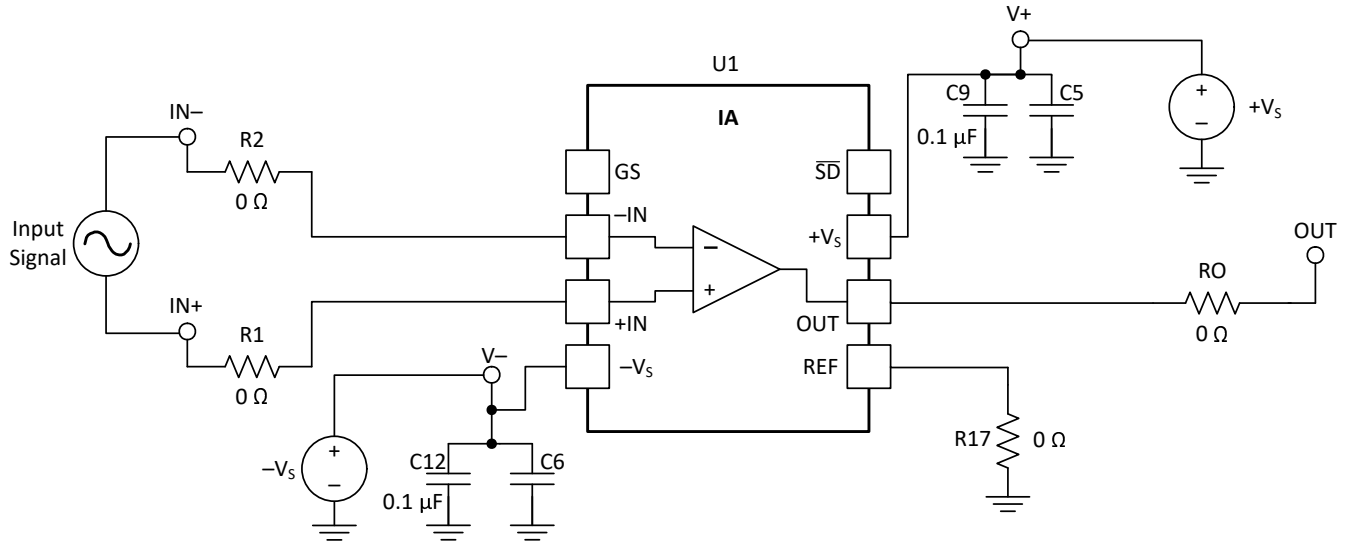 V+
U1
C9
C5
+
–
+VS
0.1 µF
IA
IN–
R2
0 Ω
GS
SD
–IN
+VS
–
+
Input
Signal
OUT
RO
0 Ω
IN+
R1
0 Ω
+IN
OUT
V–
–VS
REF
R17
0 Ω
–VS
+
–
C12
C6
0.1 µF